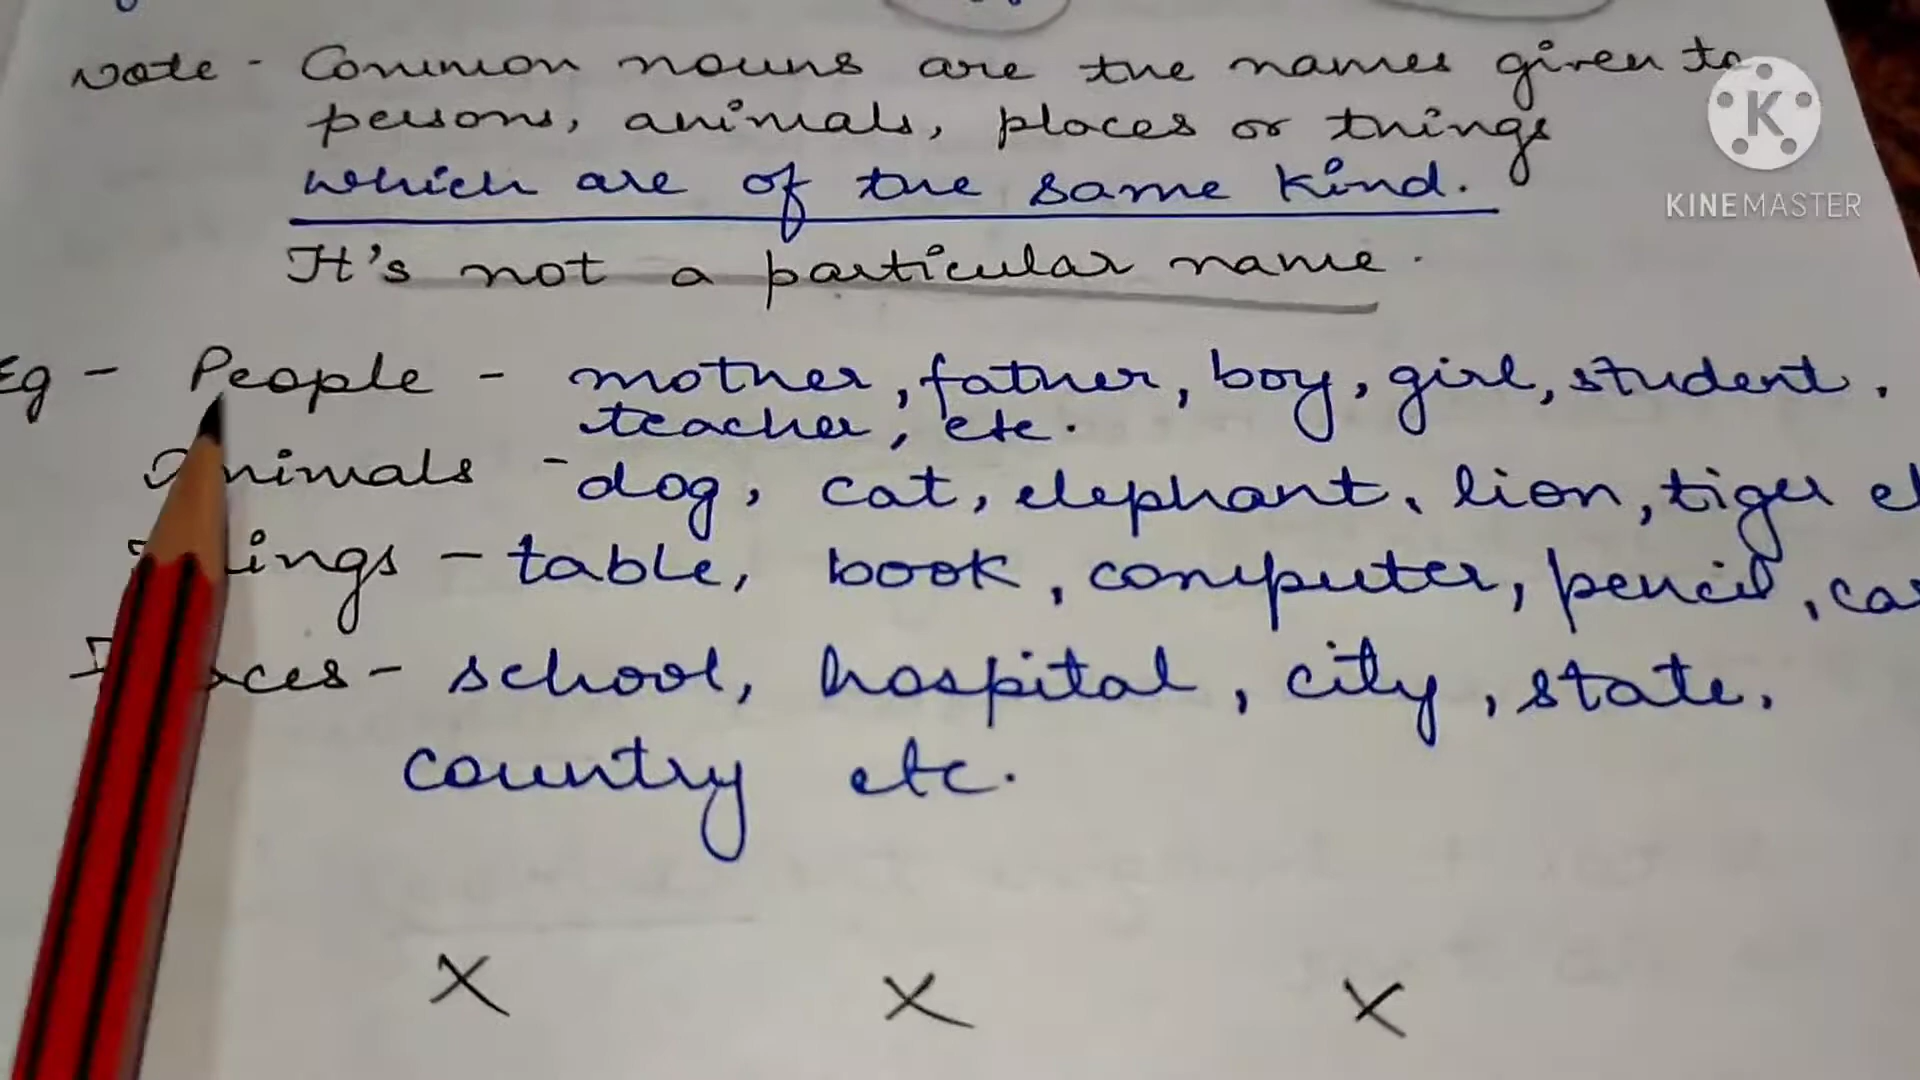 Note - Common nouns are the names given to
persons, animals, places or things
which are of the same kind.
It's not a particular name.
Eg - People - mother, father, boy, girl, student,
teacher, etc.
Animals - dog, cat, elephant, lion, tiger
ings - table, book, computer, pencil,
ces - school, hospital, city, state,
country etc.
X X X
K
KINEMASTER